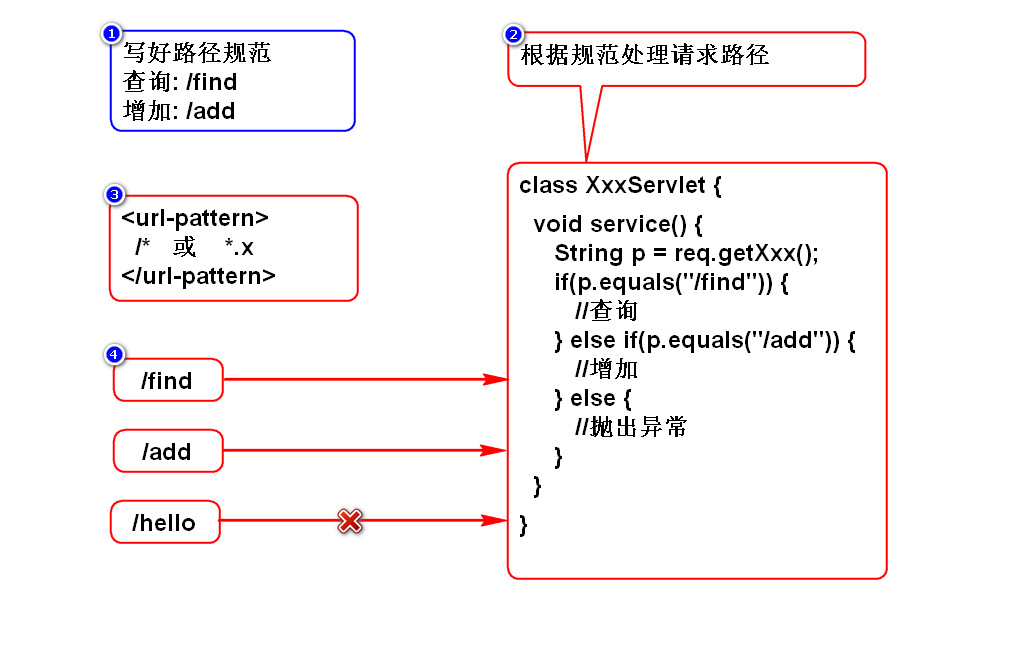 1
写好路径规范
查询: /find
增加: /add
2
根据规范处理请求路径
3
<url-pattern>
/* 或 *.x
</url-pattern>
4
/find
/add
/hello
class XxxServlet {
void service() {
String p = req.getXxx();
if(p.equals("/find")) {
//查询
} else if(p.equals("/add")) {
//增加
} else {
//抛出异常
}
}
}